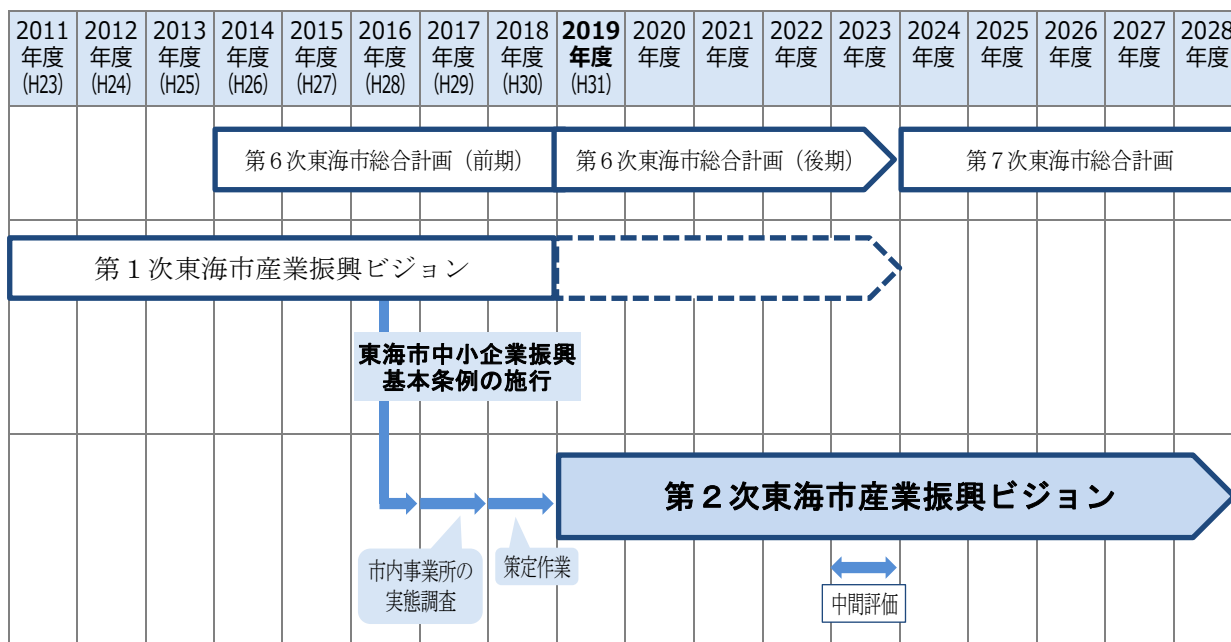 2011
年度
(H23)
2012
年度
(H24)
2013
年度
(H25)
2014
年度
(H26)
2015
年度
(H27)
2016
年度
(H28)
2017
年度
(H29)
2018
年度
(H30)
2019
年度
(H31)
2020
年度
2021
年度
2022
年度
2023
年度
2024
年度
2025
年度
2026
年度
2027
年度
2028
年度
第6次東海市総合計画（前期）
第6次東海市総合計画（後期）
第7次東海市総合計画
第１次東海市産業振興ビジョン
東海市中小企業振興
基本条例の施行
第２次東海市産業振興ビジョン
市内事業所の
実態調査
策定作業
中間評価